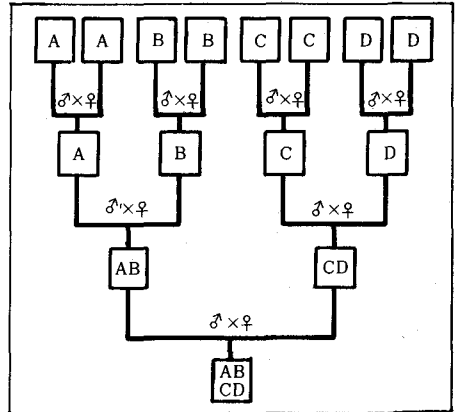 A A B B C C D D
♂×♀ ♂×♀ ♂×♀ ♂×♀
A B C D
♂×♀ ♂×♀
AB CD
♂×♀
AB
CD